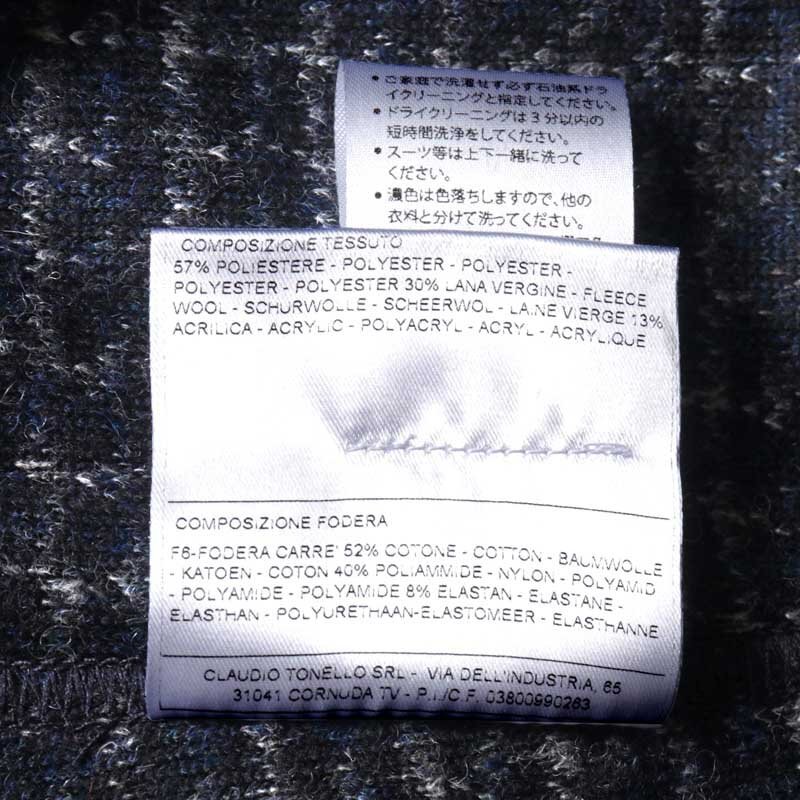 • ご家庭で洗濯せず必ず石油系ドラ
イクリーニングと指定してください。
• ドライクリーニングは3分以内の
短時間洗浄をしてください。
• スーツ等は上下一緒に洗って
ください。
• 濃色は色落ちしますので、他の
衣料と分けて洗ってください。
COMPOSIZIONE TESSUTO
57% POLIESTERE - POLYESTER - POLYESTER -
POLYESTER - POLYESTER 30% LANA VERGINE - FLEECE
WOOL - SCHURWOLLE - SCHEERWOL - LAINE VIERGE 13%
ACRILICA - ACRYLIC - POLYACRYL - ACRYL - ACRYLIQUE
COMPOSIZIONE FODERA
F6-FODERA CARRE' 52% COTONE - COTTON - BAUMWOLLE
- KATOEN - COTON 40% POLIAMMIDE - NYLON - POLYAMID
- POLYAMIDE - POLYAMIDE 8% ELASTAN - ELASTANE -
ELASTHAN - POLYURETHAAN-ELASTOMEER - ELASTHANNE
CLAUDIO TONELLO SRL - VIA DELL'INDUSTRIA, 65
31041 CORNUDA TV - P.I./C.F. 03800990263